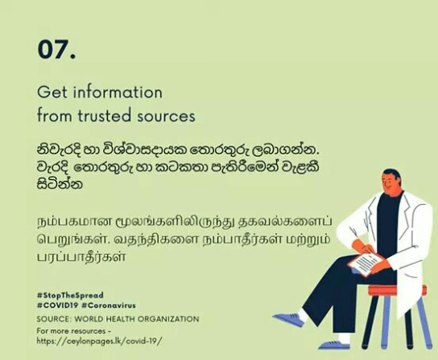 07.
Get information
from trusted sources
නිවැරදි හා විශ්වාසදායක තොරතුරු ලබාගන්න.
වැරදි තොරතුරු හා කටකතා පැතිරීමෙන් වැළකී
සිටින්න
நம்பகமான மூலங்களிலிருந்து தகவல்களைப்
பெறுங்கள். வதந்திகளை நம்பாதீர்கள் மற்றும்
பரப்பாதீர்கள்
#StopTheSpread
#COVID19 #Coronavirus
SOURCE: WORLD HEALTH ORGANIZATION
For more resources -
https://ceylonpages.lk/covid-19/